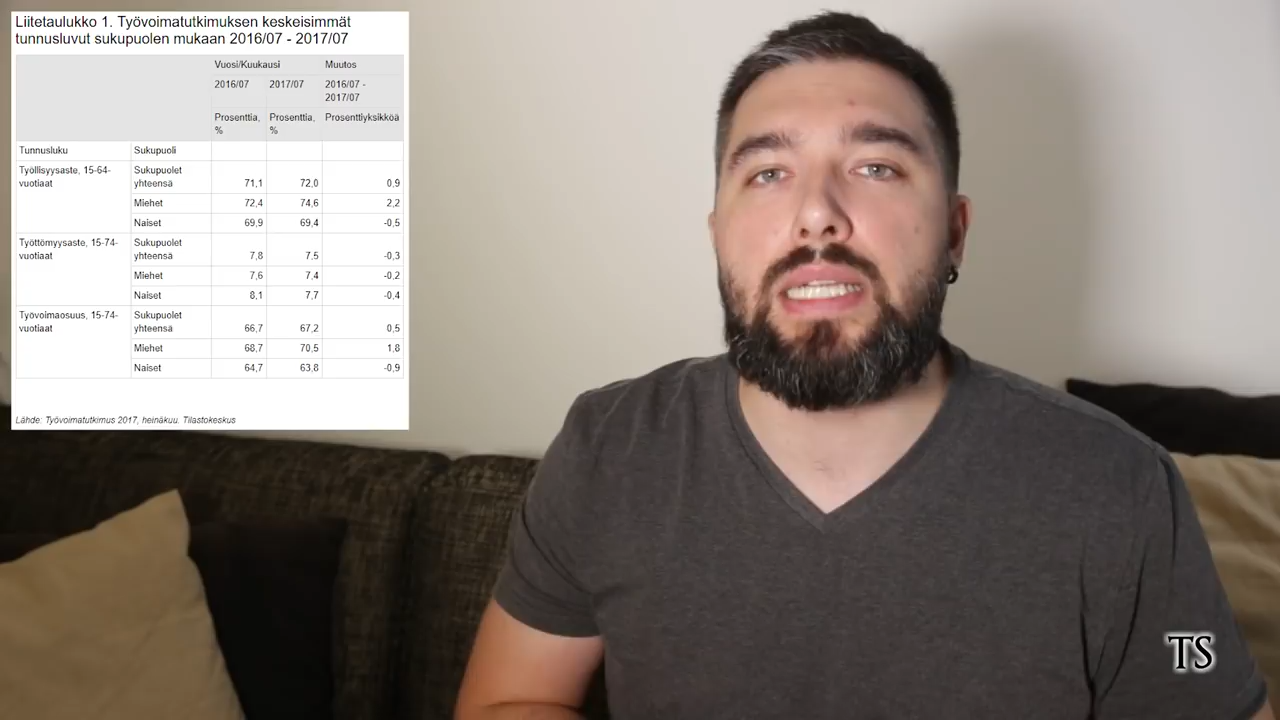 Liitetaulukko 1. Työvoimatutkimuksen keskeisimmät
tunnusluvut sukupuolen mukaan 2016/07 - 2017/07
Vuosi/Kuukausi Muutos
2016/07 2017/07 2016/07 -
2017/07
Prosenttia, Prosenttia, Prosenttiyksikköä
% %
Tunnusluku Sukupuoli
Työllisyysaste, 15-64- Sukupuolet
vuotiaat yhteensä 71,1 72,0 0,9
Miehet 72,4 74,6 2,2
Naiset 69,9 69,4 -0,5
Työttömyysaste, 15-74- Sukupuolet
vuotiaat yhteensä 7,8 7,5 -0,3
Miehet 7,6 7,4 -0,2
Naiset 8,1 7,7 -0,4
Työvoimaosuus, 15-74- Sukupuolet
vuotiaat yhteensä 66,7 67,2 0,5
Miehet 68,7 70,5 1,8
Naiset 64,7 63,8 -0,9
Lähde: Työvoimatutkimus 2017, heinäkuu. Tilastokeskus
TS